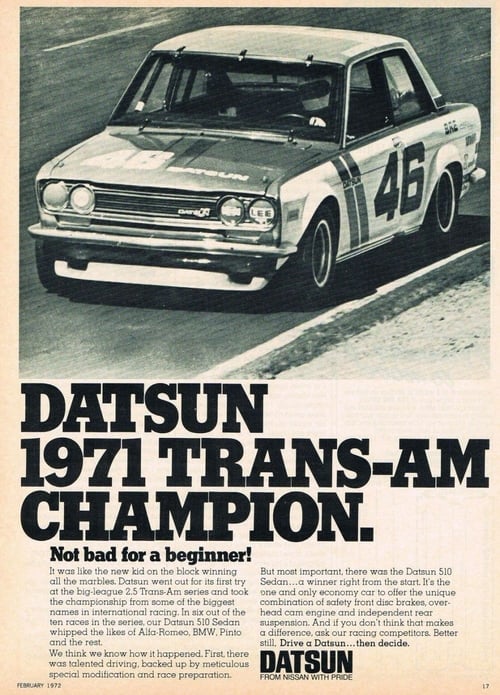 46
DATSUN
DATSUN
LEE
DATSUN
46
BRE
DATSUN
1971 TRANS-AM
CHAMPION.
Not bad for a beginner!
It was like the new kid on the block winning
all the marbles. Datsun went out for its first try
at the big-league 2.5 Trans-Am series and took
the championship from some of the biggest
names in international racing. In six out of the
ten races in the series, our Datsun 510 Sedan
whipped the likes of Alfa-Romeo, BMW, Pinto
and the rest.
We think we know how it happened. First, there
was talented driving, backed up by meticulous
special modification and race preparation.
But most important, there was the Datsun 510
Sedan...a winner right from the start. It's the
one and only economy car to offer the unique
combination of safety front disc brakes, over-
head cam engine and independent rear
suspension. And if you don't think that makes
a difference, ask our racing competitors. Better
still, Drive a Datsun...then decide.
DATSUN
FROM NISSAN WITH PRIDE
FEBRUARY 1972
17